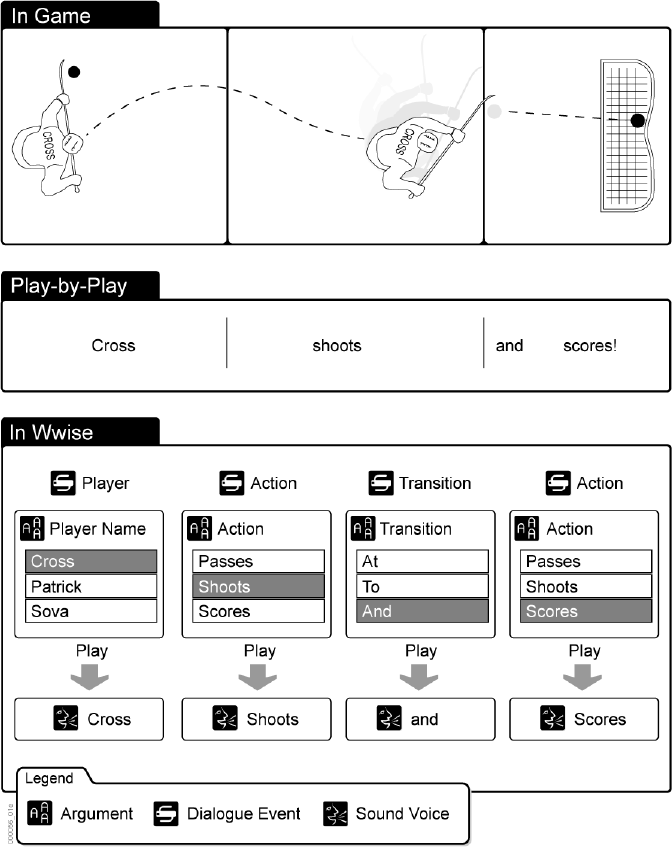 In Game
CROSS
CROSS
Play-by-Play
Cross shoots and scores!
In Wwise
Player Action Transition Action
Player Name Action Transition Action
Cross Passes At Passes
Patrick Shoots To Shoots
Sova Scores And Scores
Play Play Play Play
Cross Shoots and Scores
Legend
Argument Dialogue Event Sound Voice